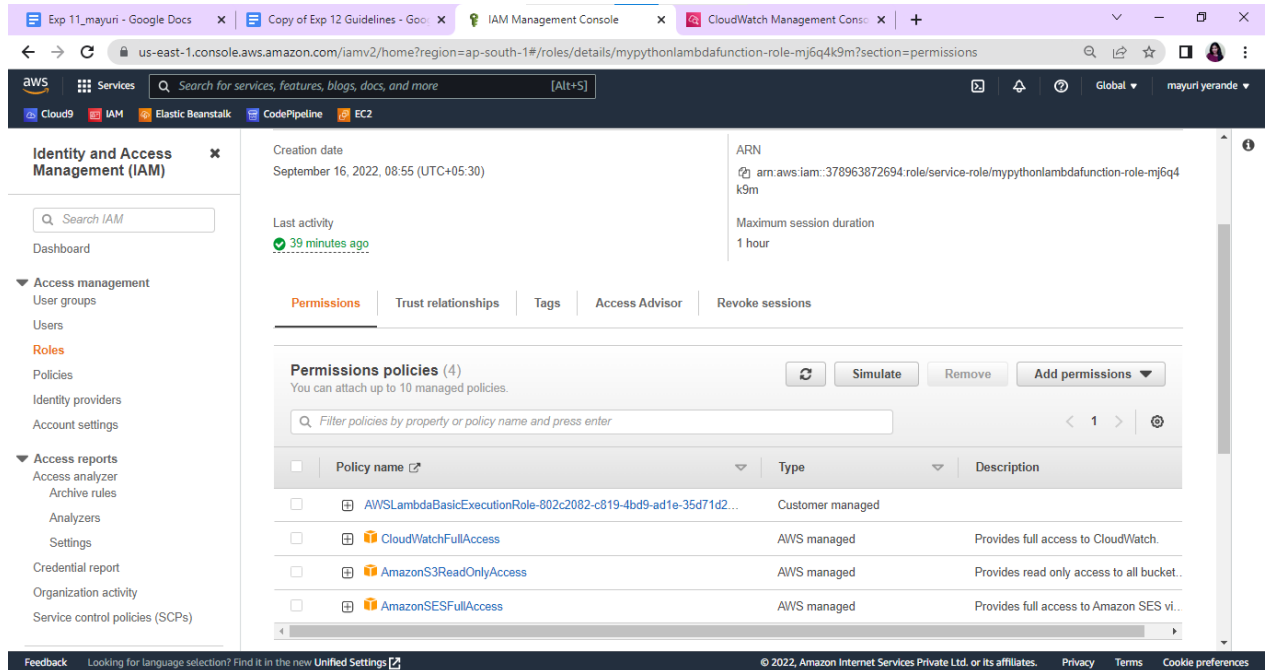 Exp 11_mayuri - Google Docs
Copy of Exp 12 Guidelines - Goo
IAM Management Console
CloudWatch Management Conso
us-east-1.console.aws.amazon.com/iamv2/home?region=ap-south-1#/roles/details/mypythonlambdafunction-role-mj6q4k9m?section=permissions
aws
Services
Search for services, features, blogs, docs, and more
[Alt+S]
Global
mayuri yerande
Cloud9 IAM Elastic Beanstalk CodePipeline EC2
Identity and Access
Management (IAM)
Search IAM
Dashboard
Access management
User groups
Users
Roles
Policies
Identity providers
Account settings
Access reports
Access analyzer
Archive rules
Analyzers
Settings
Credential report
Organization activity
Service control policies (SCPs)
Creation date
September 16, 2022, 08:55 (UTC+05:30)
ARN
arn:aws:iam::378963872694:role/service-role/mypythonlambdafunction-role-mj6q4
k9m
Last activity
39 minutes ago
Maximum session duration
1 hour
Permissions Trust relationships Tags Access Advisor Revoke sessions
Permissions policies (4)
You can attach up to 10 managed policies.
Simulate Remove Add permissions
Filter policies by property or policy name and press enter
1
Policy name Type Description
AWSLambdaBasicExecutionRole-802c2082-c819-4bd9-ad1e-35d71d2... Customer managed
CloudWatchFullAccess AWS managed Provides full access to CloudWatch.
AmazonS3ReadOnlyAccess AWS managed Provides read only access to all bucket..
AmazonSESFullAccess AWS managed Provides full access to Amazon SES vi..
Feedback Looking for language selection? Find it in the new Unified Settings © 2022, Amazon Internet Services Private Ltd. or its affiliates. Privacy Terms Cookie preferences